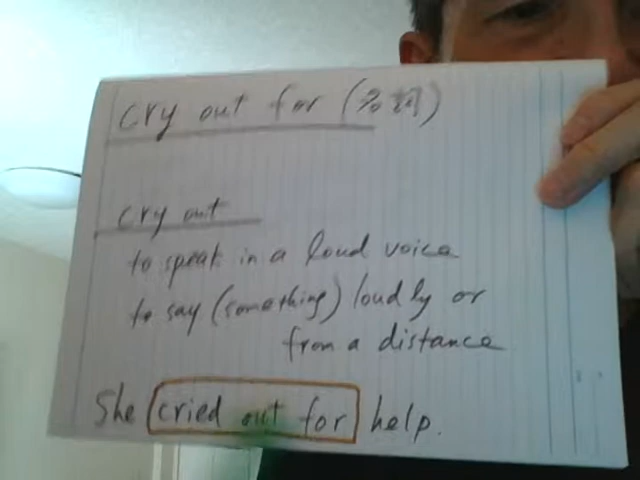 cry out for (

cry out
to speak in a loud voice
to say (something) loudly or
from a distance
She cried out for help.